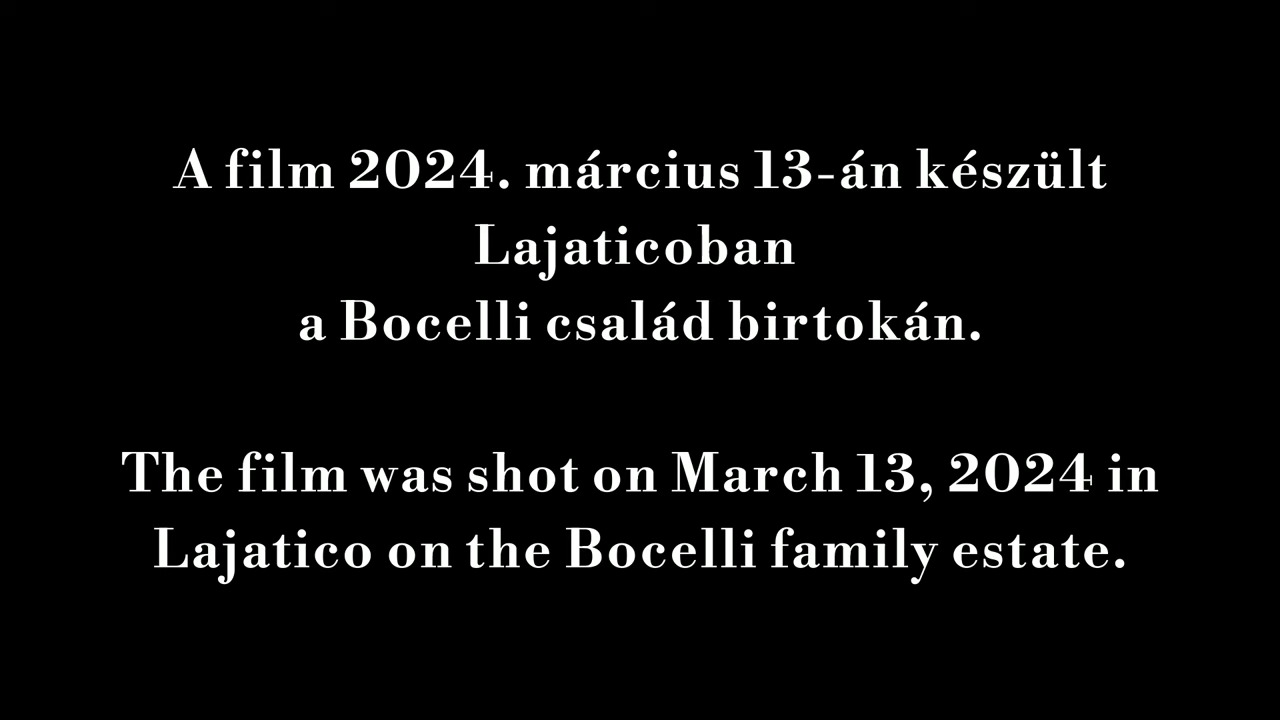 A film 2024. március 13-án készült
Lajaticoban
a Bocelli család birtokán.
The film was shot on March 13, 2024 in
Lajatico on the Bocelli family estate.